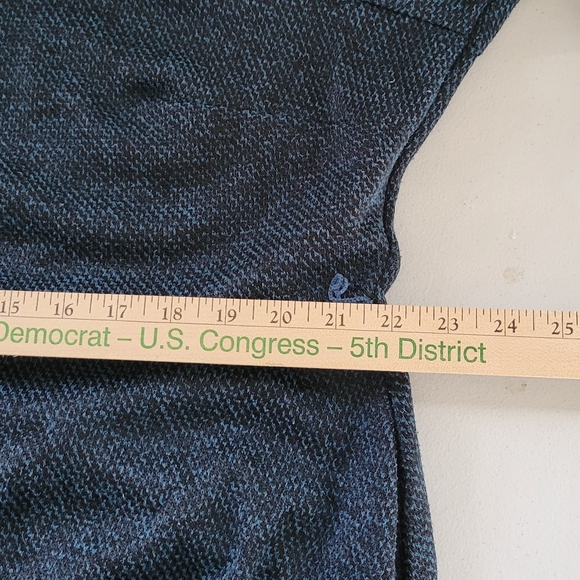 15 16 17 18 19 20 21 22 23 24 25
Democrat – U.S. Congress – 5th District